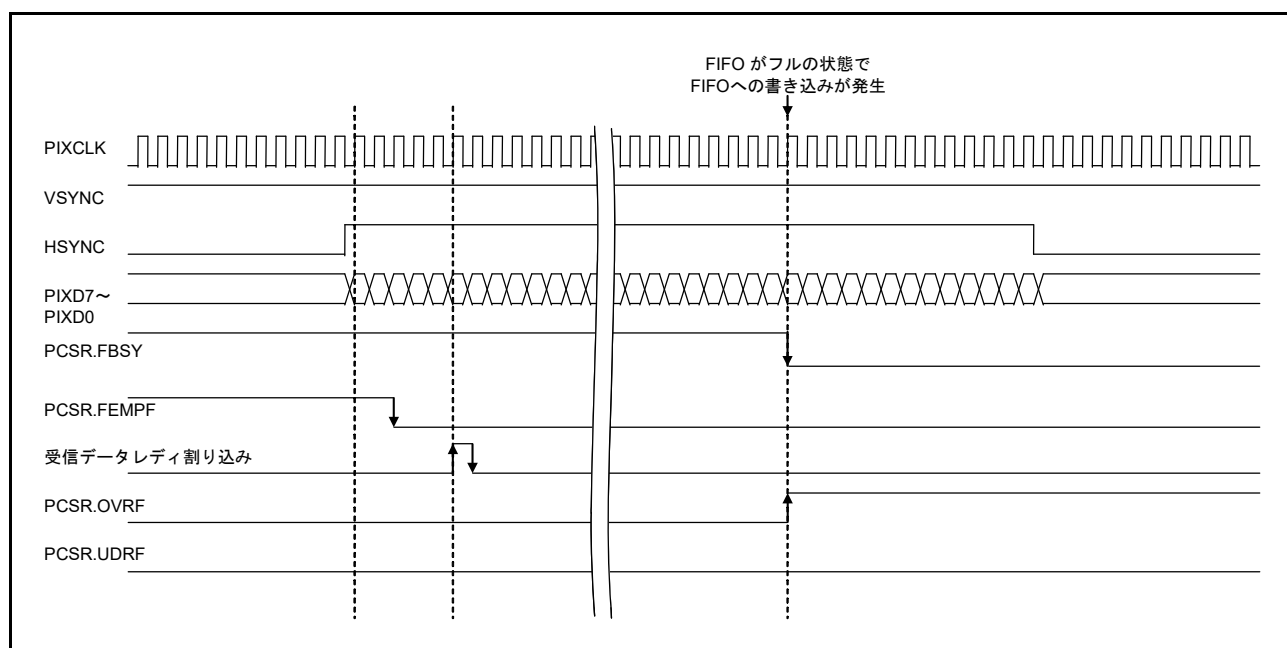 FIFO がフルの状態で
FIFOへの書き込みが発生
PIXCLK
VSYNC
HSYNC
PIXD7～
PIXD0
PCSR.FBSY
PCSR.FEMPF
受信データレディ割り込み
PCSR.OVRF
PCSR.UDRF